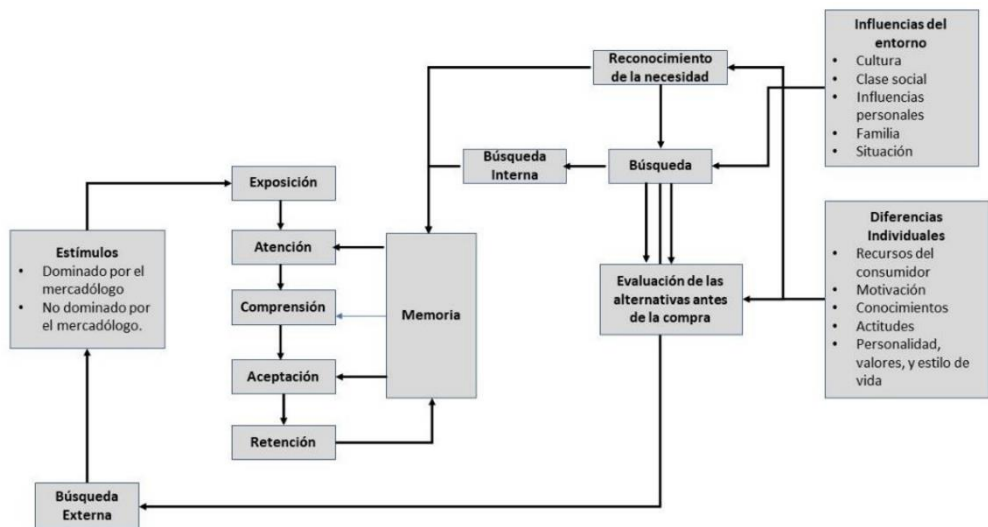 Influencias del
entorno
• Cultura
• Clase social
• Influencias
personales
• Familia
• Situación
Reconocimiento
de la necesidad
Búsqueda
Interna
Búsqueda
Exposición
Estímulos
• Dominado por el
mercadólogo
• No dominado por
el mercadólogo.
Atención
Comprensión
Aceptación
Retención
Memoria
Evaluación de las
alternativas antes
de la compra
Diferencias
Individuales
• Recursos del
consumidor
• Motivación
• Conocimientos
• Actitudes
• Personalidad,
valores, y estilo de
vida
Búsqueda
Externa